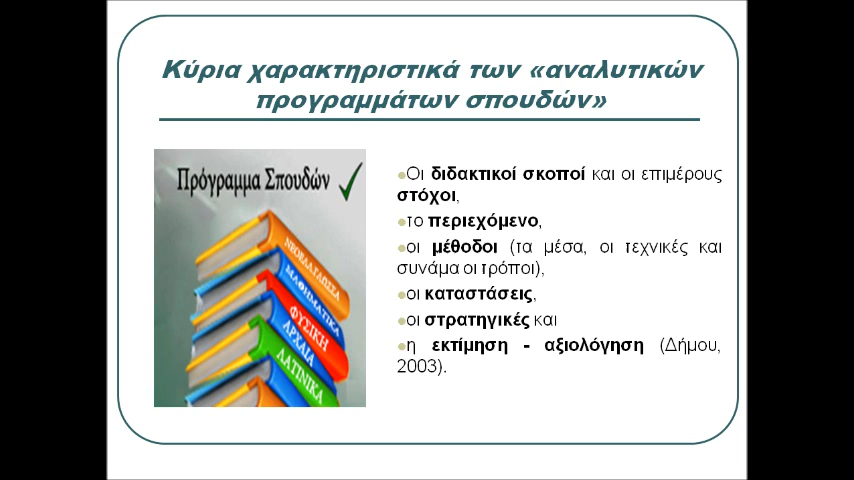 Κύρια χαρακτηριστικά των «αναλυτικών
προγραμμάτων σπουδών»
Πρόγραμμα Σπουδών
ΝΕΟΕΛ. ΓΛΩΣΣΑ
ΜΑΘΗΜΑΤΙΚΑ
ΦΥΣΙΚΗ
ΑΡΧΑΙΑ
ΛΑΤΙΝΙΚΑ
Οι διδακτικοί σκοποί και οι επιμέρους
στόχοι,
το περιεχόμενο,
οι μέθοδοι (τα μέσα, οι τεχνικές και
συνάμα οι τρόποι),
οι καταστάσεις,
οι στρατηγικές και
η εκτίμηση - αξιολόγηση (Δήμου,
2003).